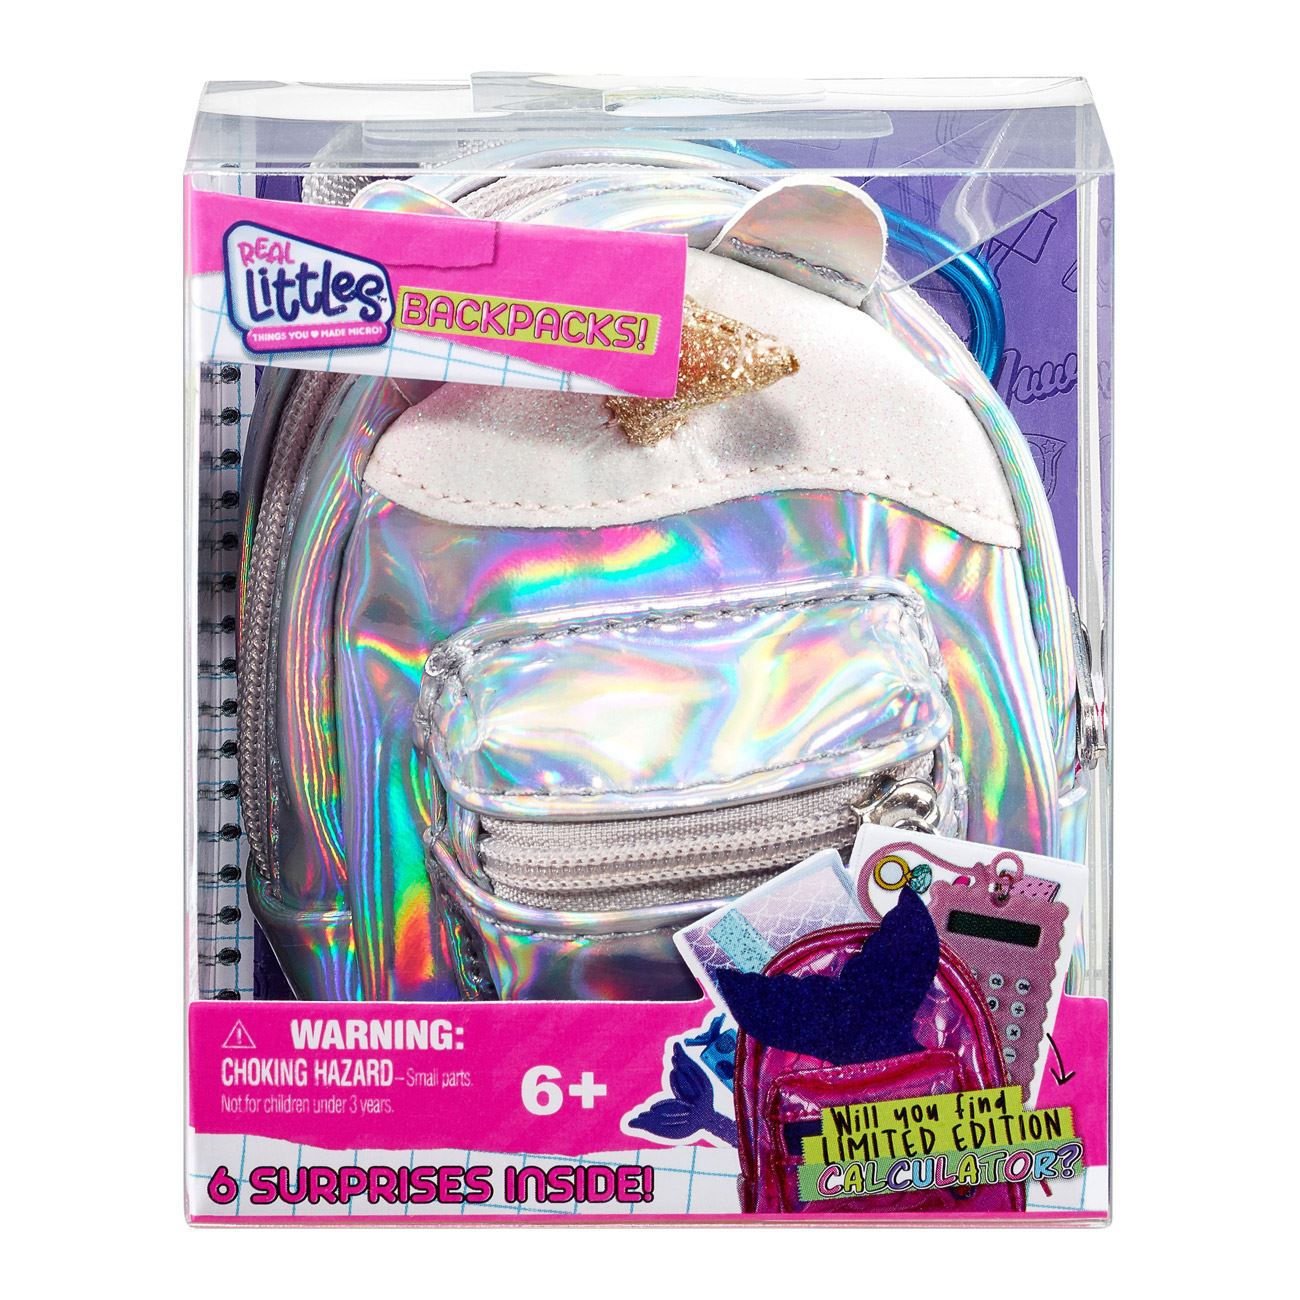 REAL
LittleS™
THINGS YOU ♥ MADE MICRO!
BACKPACKS!
WARNING:
CHOKING HAZARD – Small parts.
Not for children under 3 years.
6+
6 SURPRISES INSIDE!
Will you find
LIMITED EDITION
CALCULATOR?